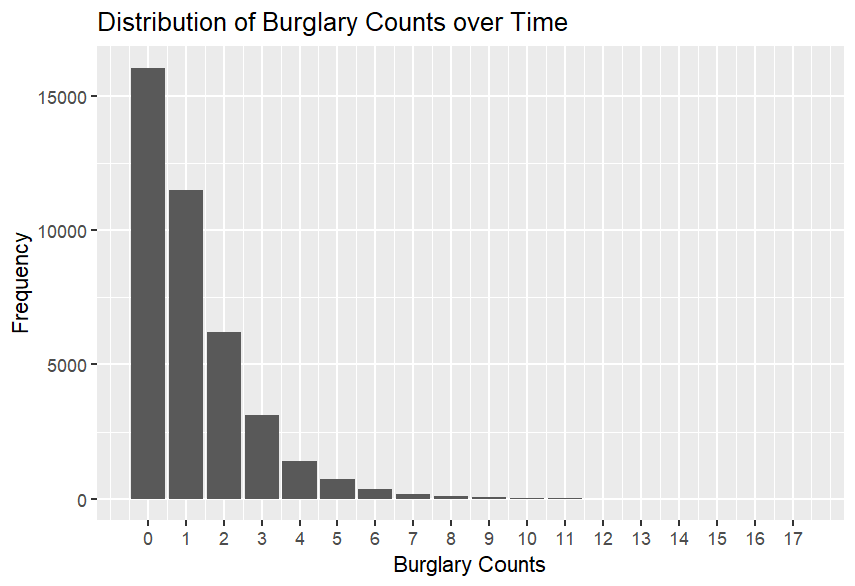 Distribution of Burglary Counts over Time
Frequency
15000
10000
5000
0
0 1 2 3 4 5 6 7 8 9 10 11 12 13 14 15 16 17
Burglary Counts